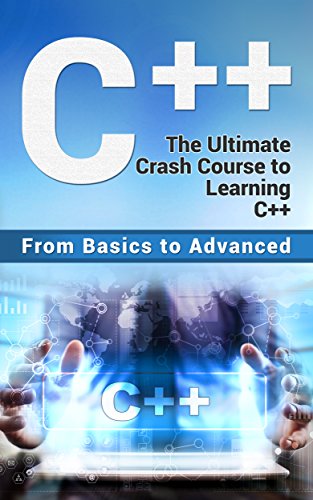 C++
The Ultimate
Crash Course to
Learning
C++
From Basics to Advanced
C++